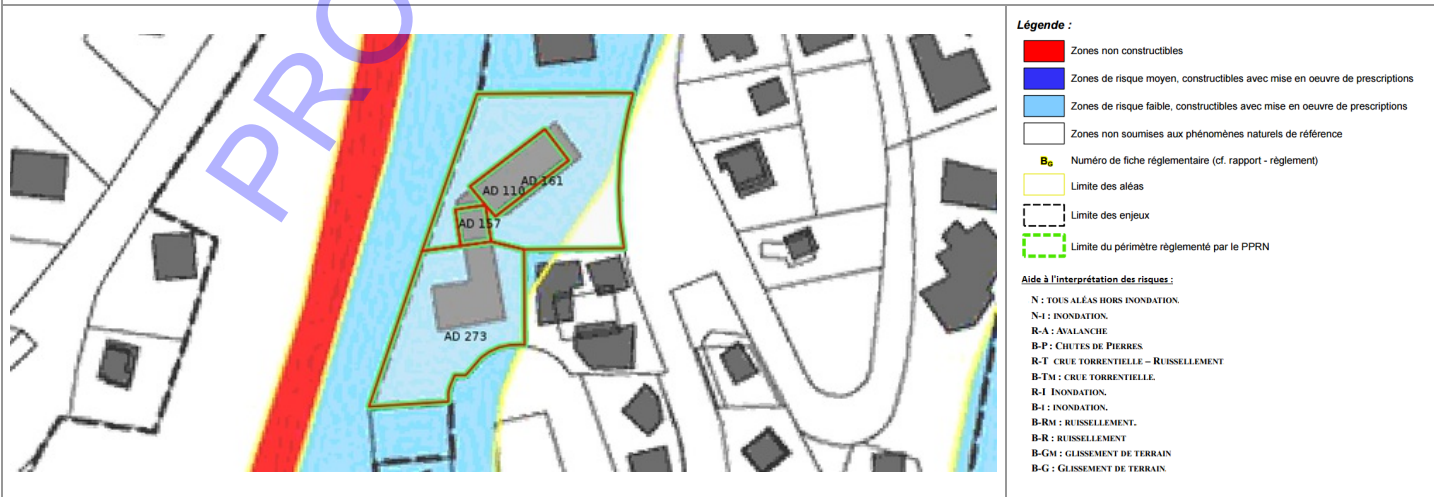 PRO
AD 161
AD 110
AD 157
AD 273
Légende :
Zones non constructibles
Zones de risque moyen, constructibles avec mise en oeuvre de prescriptions
Zones de risque faible, constructibles avec mise en oeuvre de prescriptions
Zones non soumises aux phénomènes naturels de référence
BG Numéro de fiche réglementaire (cf. rapport - règlement)
Limite des aléas
Limite des enjeux
Limite du périmètre règlementé par le PPRN
Aide à l'interprétation des risques :
N : TOUS ALÉAS HORS INONDATION.
N-I : INONDATION.
R-A : AVALANCHE
B-P : CHUTES DE PIERRES.
R-T CRUE TORRENTIELLE – RUISSELLEMENT
B-TM : CRUE TORRENTIELLE.
R-I INONDATION.
B-I : INONDATION.
B-RM : RUISSELLEMENT.
B-R : RUISSELLEMENT
B-GM : GLISSEMENT DE TERRAIN
B-G : GLISSEMENT DE TERRAIN.